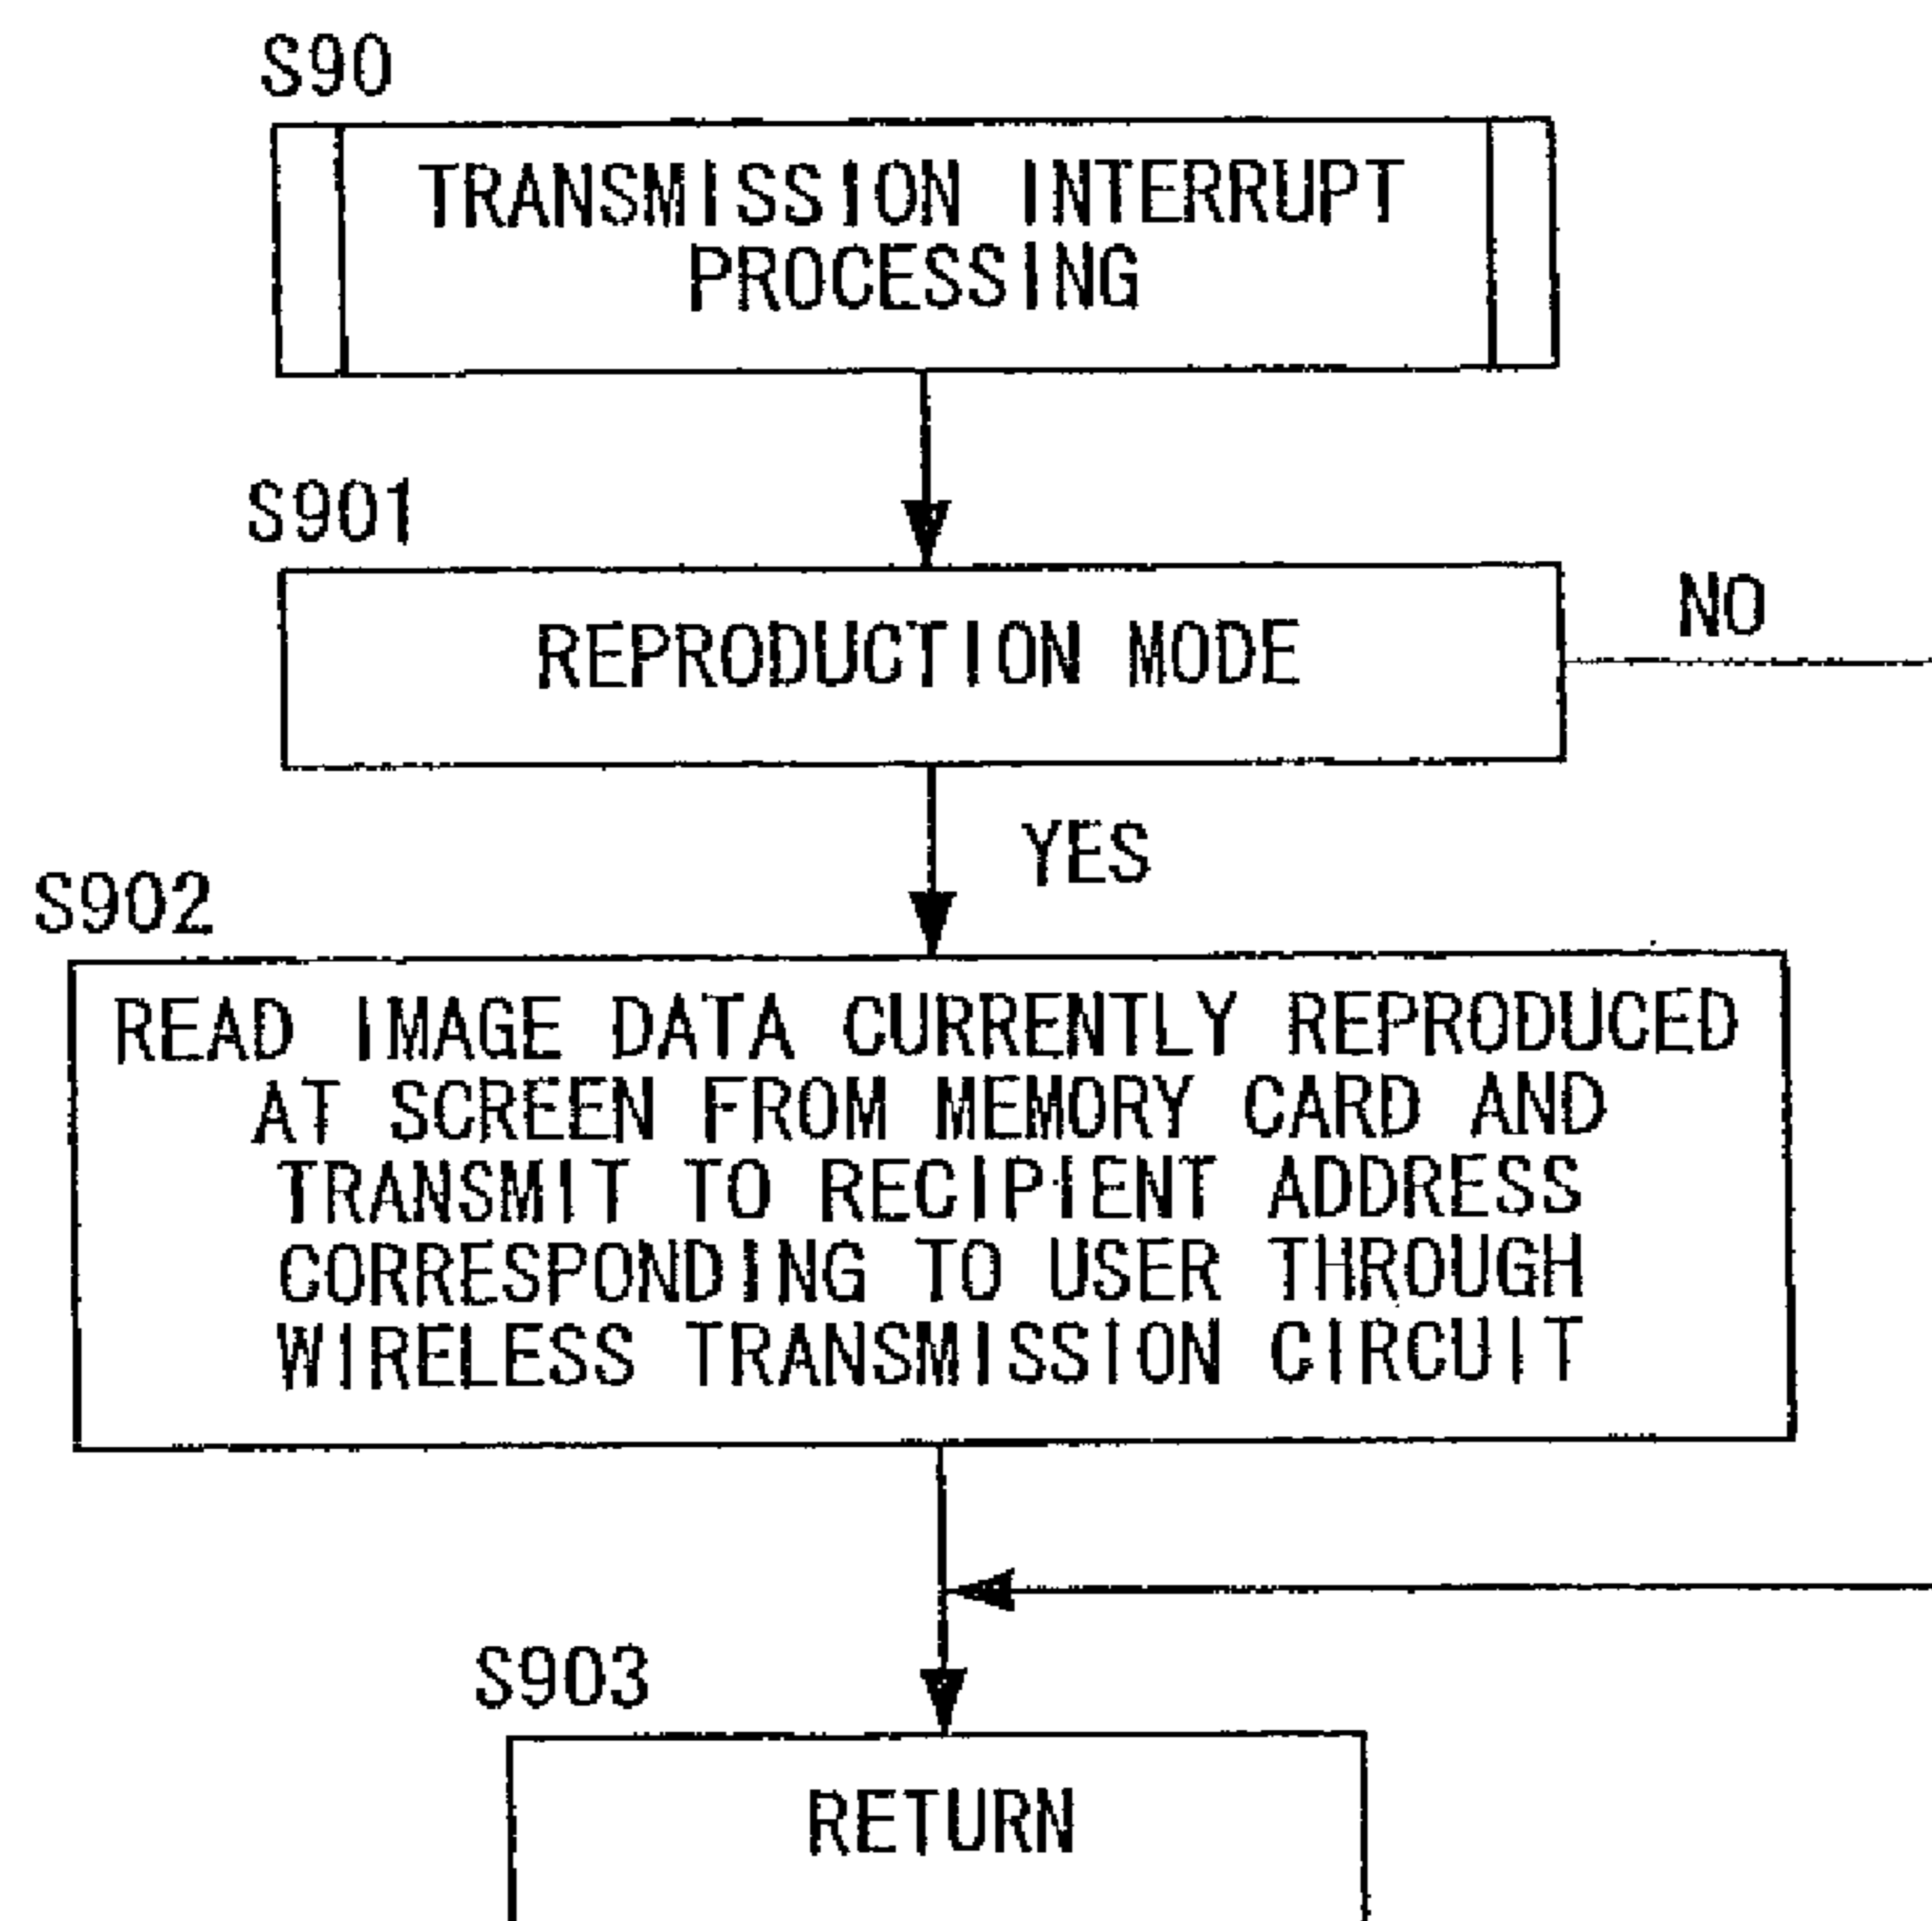 S90
TRANSMISSION INTERRUPT
PROCESSING
S901
REPRODUCTION MODE
NO
YES
S902
READ IMAGE DATA CURRENTLY REPRODUCED
AT SCREEN FROM MEMORY CARD AND
TRANSMIT TO RECIPIENT ADDRESS
CORRESPONDING TO USER THROUGH
WIRELESS TRANSMISSION CIRCUIT
S903
RETURN